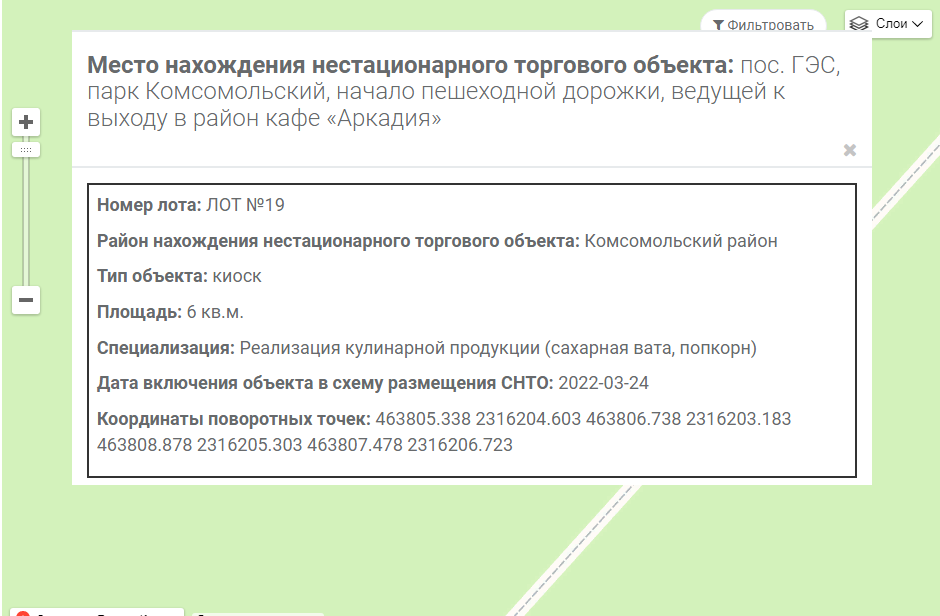 Фильтровать
Слои
Место нахождения нестационарного торгового объекта: пос. ГЭС,
парк Комсомольский, начало пешеходной дорожки, ведущей к
выходу в район кафе «Аркадия»
Номер лота: ЛОТ №19
Район нахождения нестационарного торгового объекта: Комсомольский район
Тип объекта: киоск
Площадь: 6 кв.м.
Специализация: Реализация кулинарной продукции (сахарная вата, попкорн)
Дата включения объекта в схему размещения СНТО: 2022-03-24
Координаты поворотных точек: 463805.338 2316204.603 463806.738 2316203.183
463808.878 2316205.303 463807.478 2316206.723